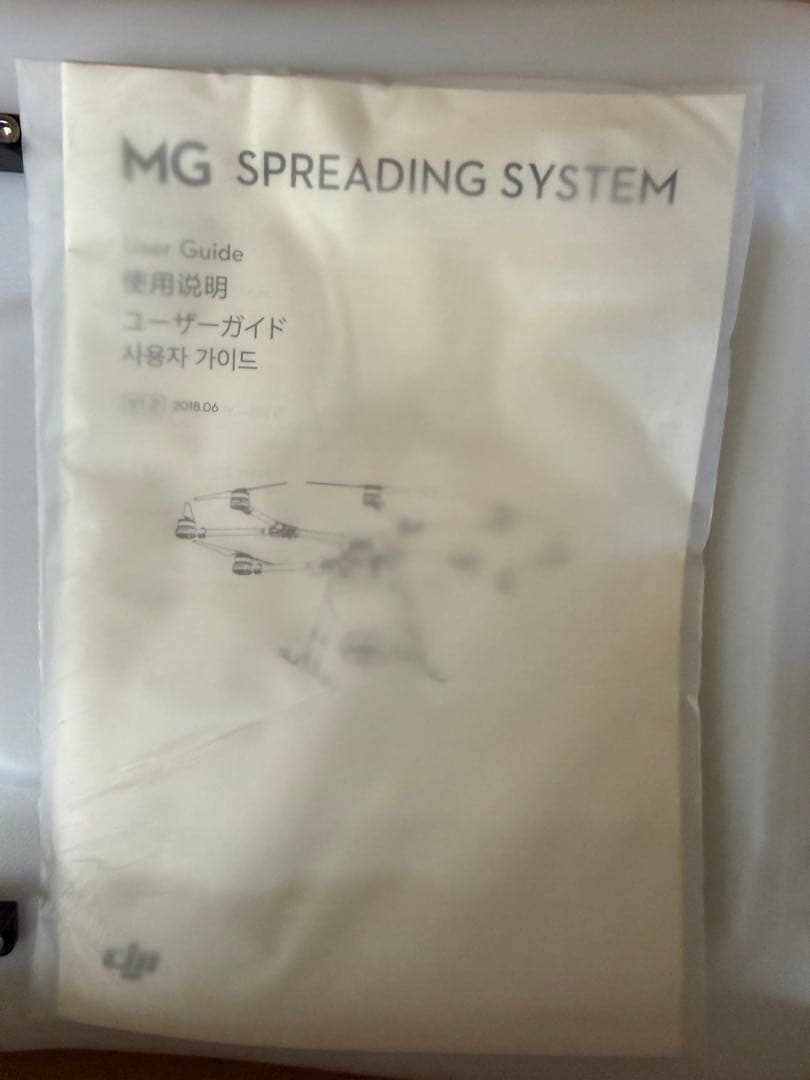 MG SPREADING SYSTEM
User Guide
使用说明
ユーザーガイド
사용자 가이드
2018.06
dji